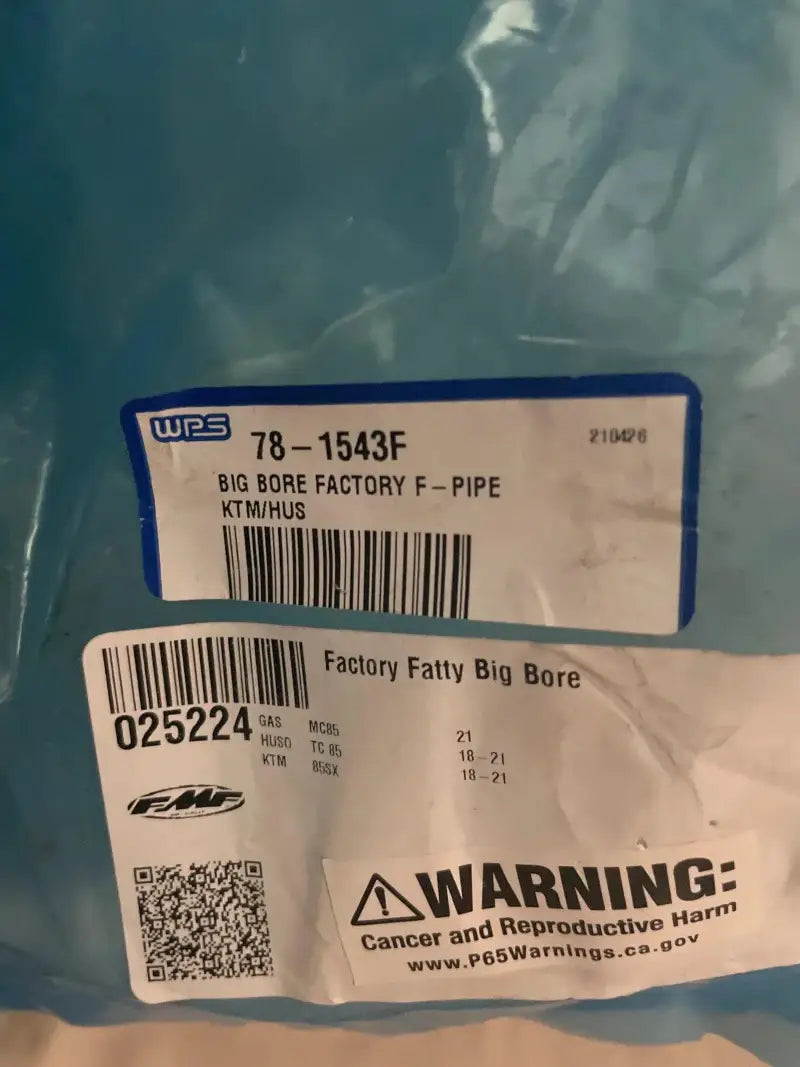 WPS 78-1543F 210426
BIG BORE FACTORY F-PIPE
KTM/HUS
Factory Fatty Big Bore
025224
GAS MC85 21
HUSQ TC 85 18-21
KTM 85SX 18-21
FMF
WARNING:
Cancer and Reproductive Harm
www.P65Warnings.ca.gov